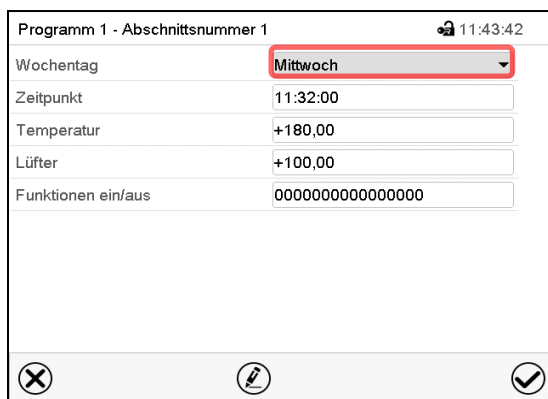 Programm 1 - Abschnittsnummer 1 11:43:42
Wochentag Mittwoch
Zeitpunkt 11:32:00
Temperatur +180,00
Lüfter +100,00
Funktionen ein/aus 0000000000000000